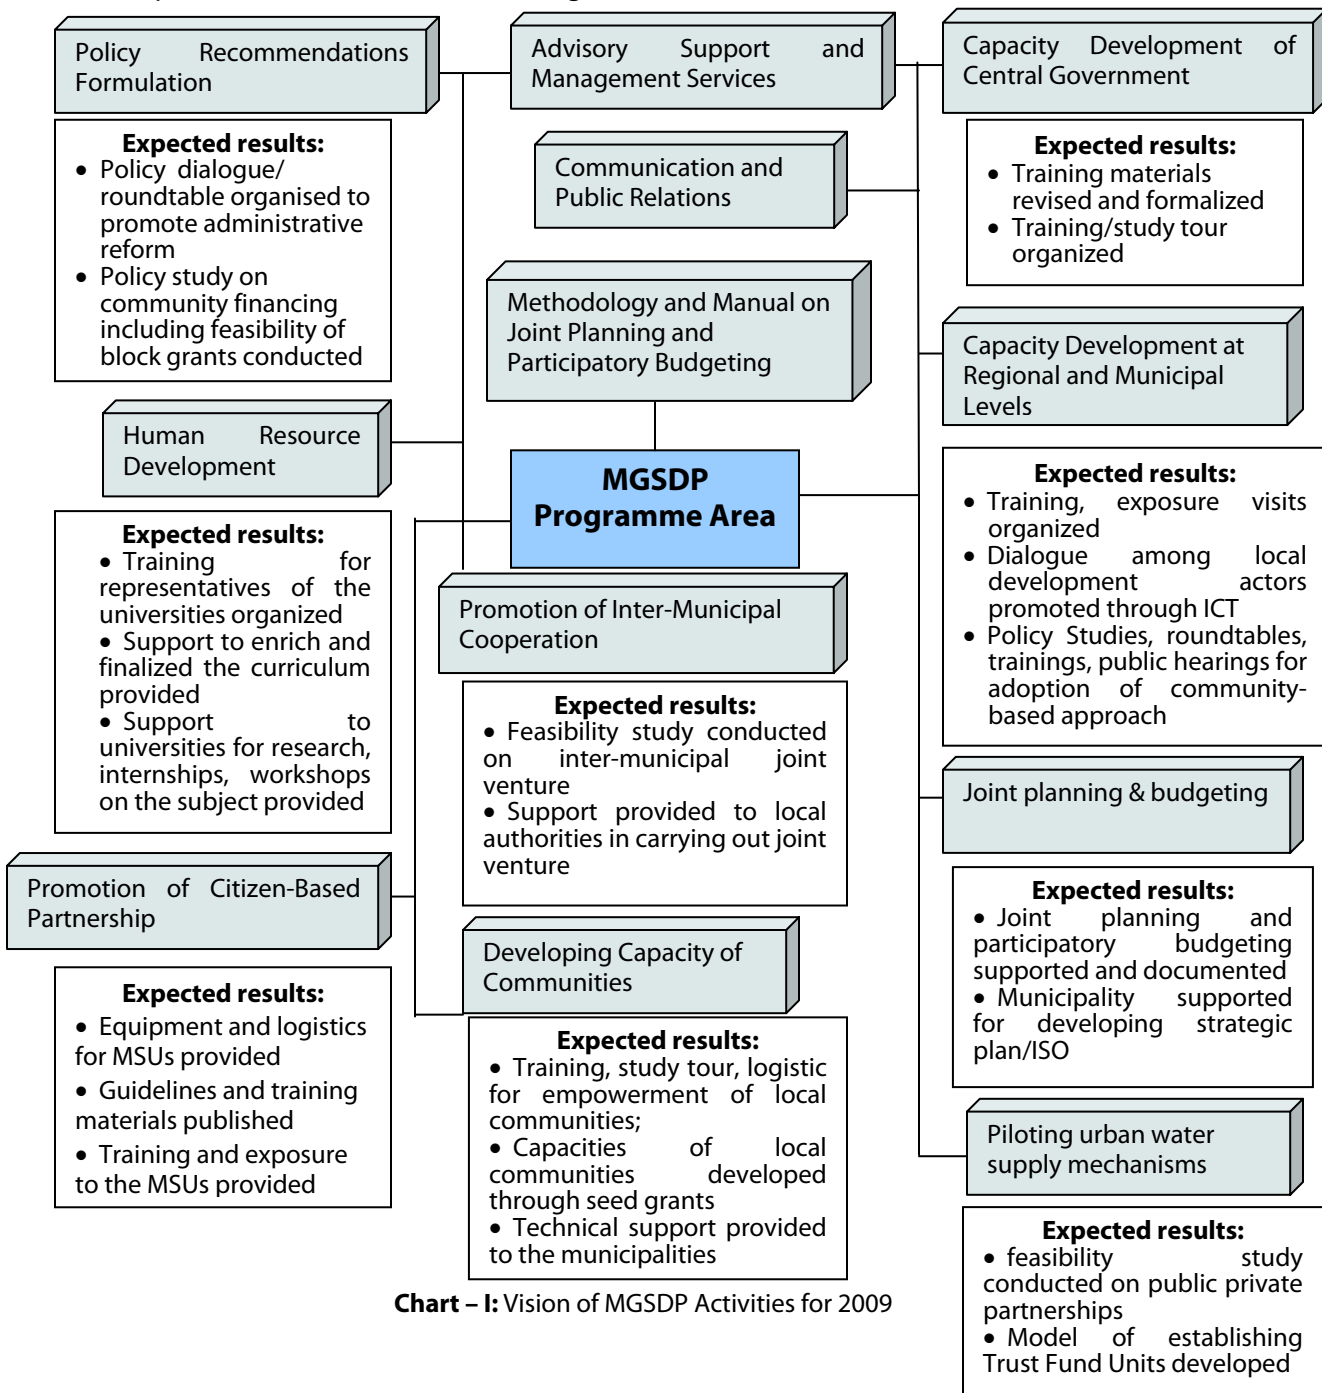 Policy Recommendations
Formulation
Expected results:
• Policy dialogue/
roundtable organised to
promote administrative
reform
• Policy study on
community financing
including feasibility of
block grants conducted
Human Resource
Development
Expected results:
• Training for
representatives of the
universities organized
• Support to enrich and
finalized the curriculum
provided
• Support to
universities for research,
internships, workshops
on the subject provided
Promotion of Citizen-Based
Partnership
Expected results:
• Equipment and logistics
for MSUs provided
• Guidelines and training
materials published
• Training and exposure
to the MSUs provided
Advisory Support and
Management Services
Communication and
Public Relations
Methodology and Manual on
Joint Planning and
Participatory Budgeting
MGSDP
Programme Area
Promotion of Inter-Municipal
Cooperation
Expected results:
• Feasibility study conducted
on inter-municipal joint
venture
• Support provided to local
authorities in carrying out joint
venture
Developing Capacity of
Communities
Expected results:
• Training, study tour, logistic
for empowerment of local
communities;
• Capacities of local
communities developed
through seed grants
• Technical support provided
to the municipalities
Capacity Development of
Central Government
Expected results:
• Training materials
revised and formalized
• Training/study tour
organized
Capacity Development at
Regional and Municipal
Levels
Expected results:
• Training, exposure visits
organized
• Dialogue among local
development actors
promoted through ICT
• Policy Studies, roundtables,
trainings, public hearings for
adoption of community-
based approach
Joint planning & budgeting
Expected results:
• Joint planning and
participatory budgeting
supported and documented
• Municipality supported
for developing strategic
plan/ISO
Piloting urban water
supply mechanisms
Expected results:
• feasibility study
conducted on public private
partnerships
• Model of establishing
Trust Fund Units developed
Chart – I: Vision of MGSDP Activities for 2009